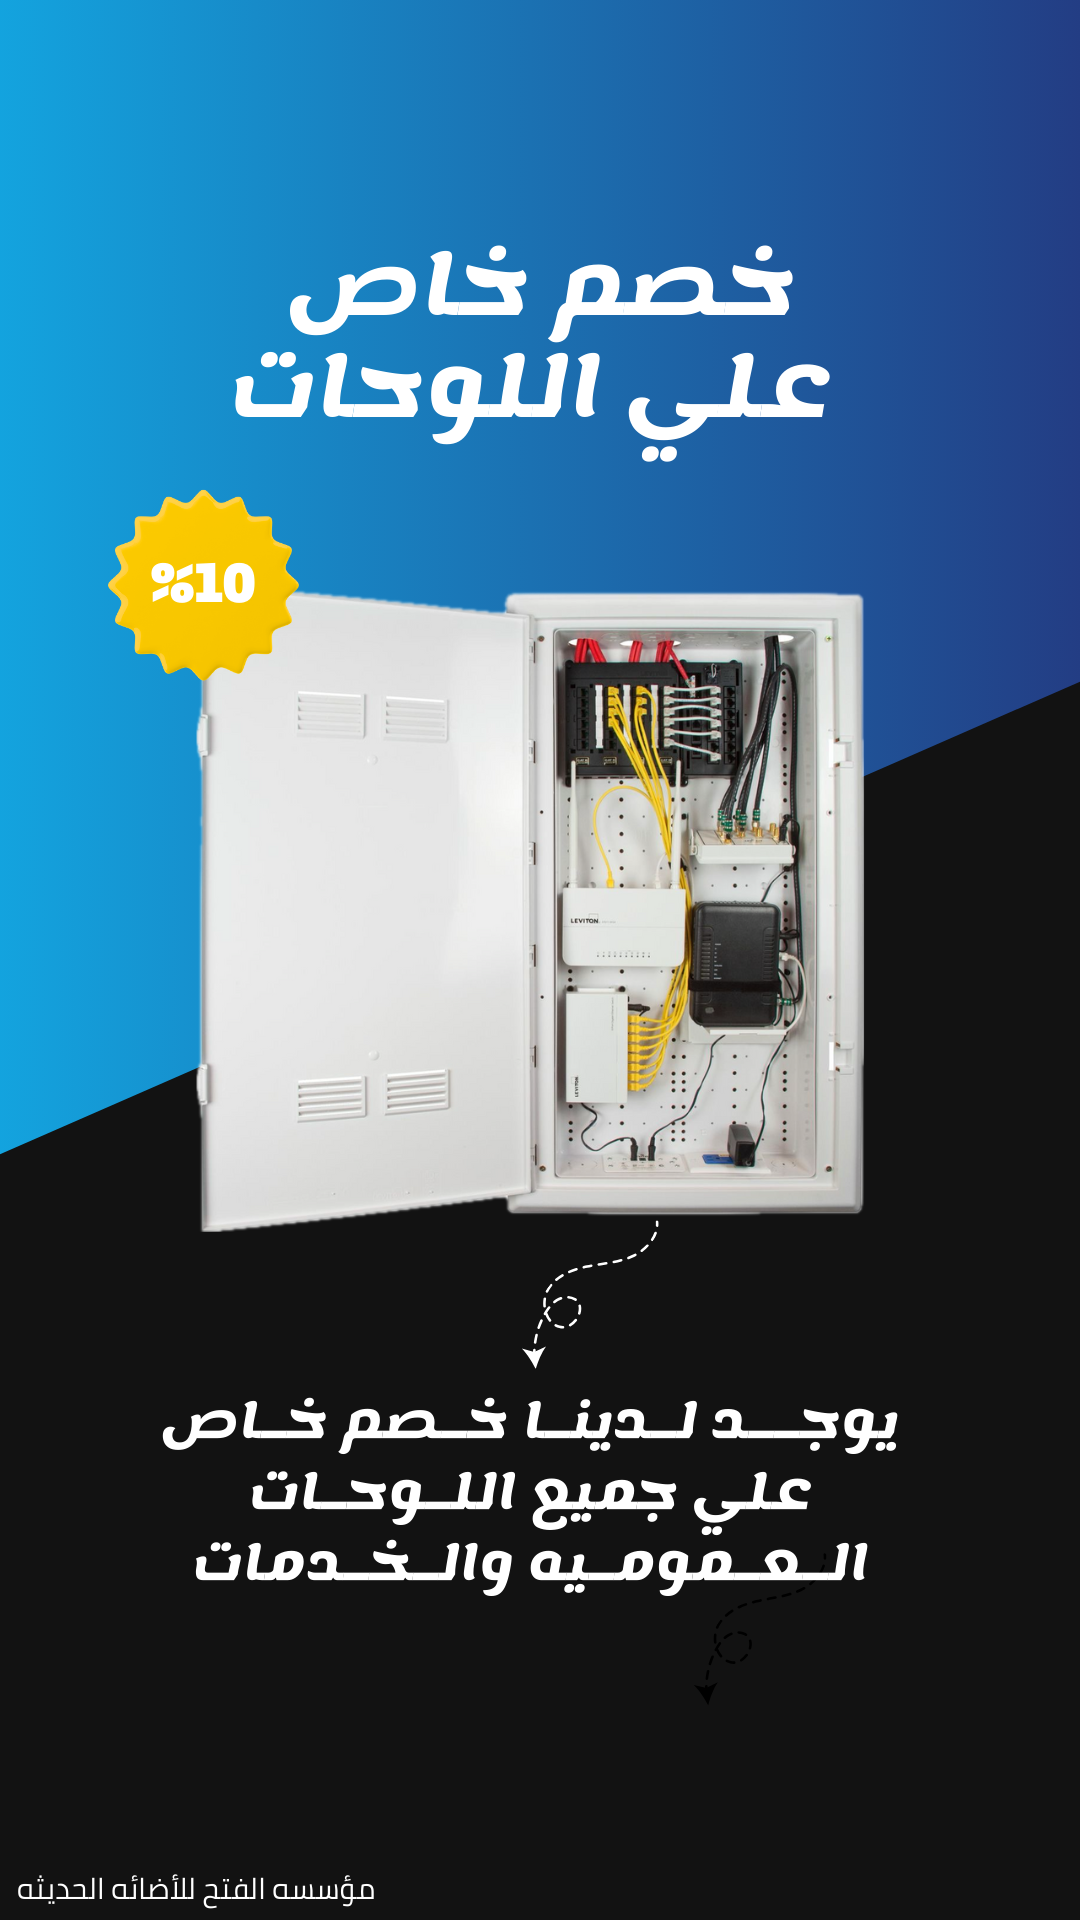 خصم خاص
علي اللوحات
%10
LEVITON
LEVITON
يوجد لدينا خصم خاص
علي جميع اللوحات
العموميه والخدمات
مؤسسه الفتح للأضائه الحديثه